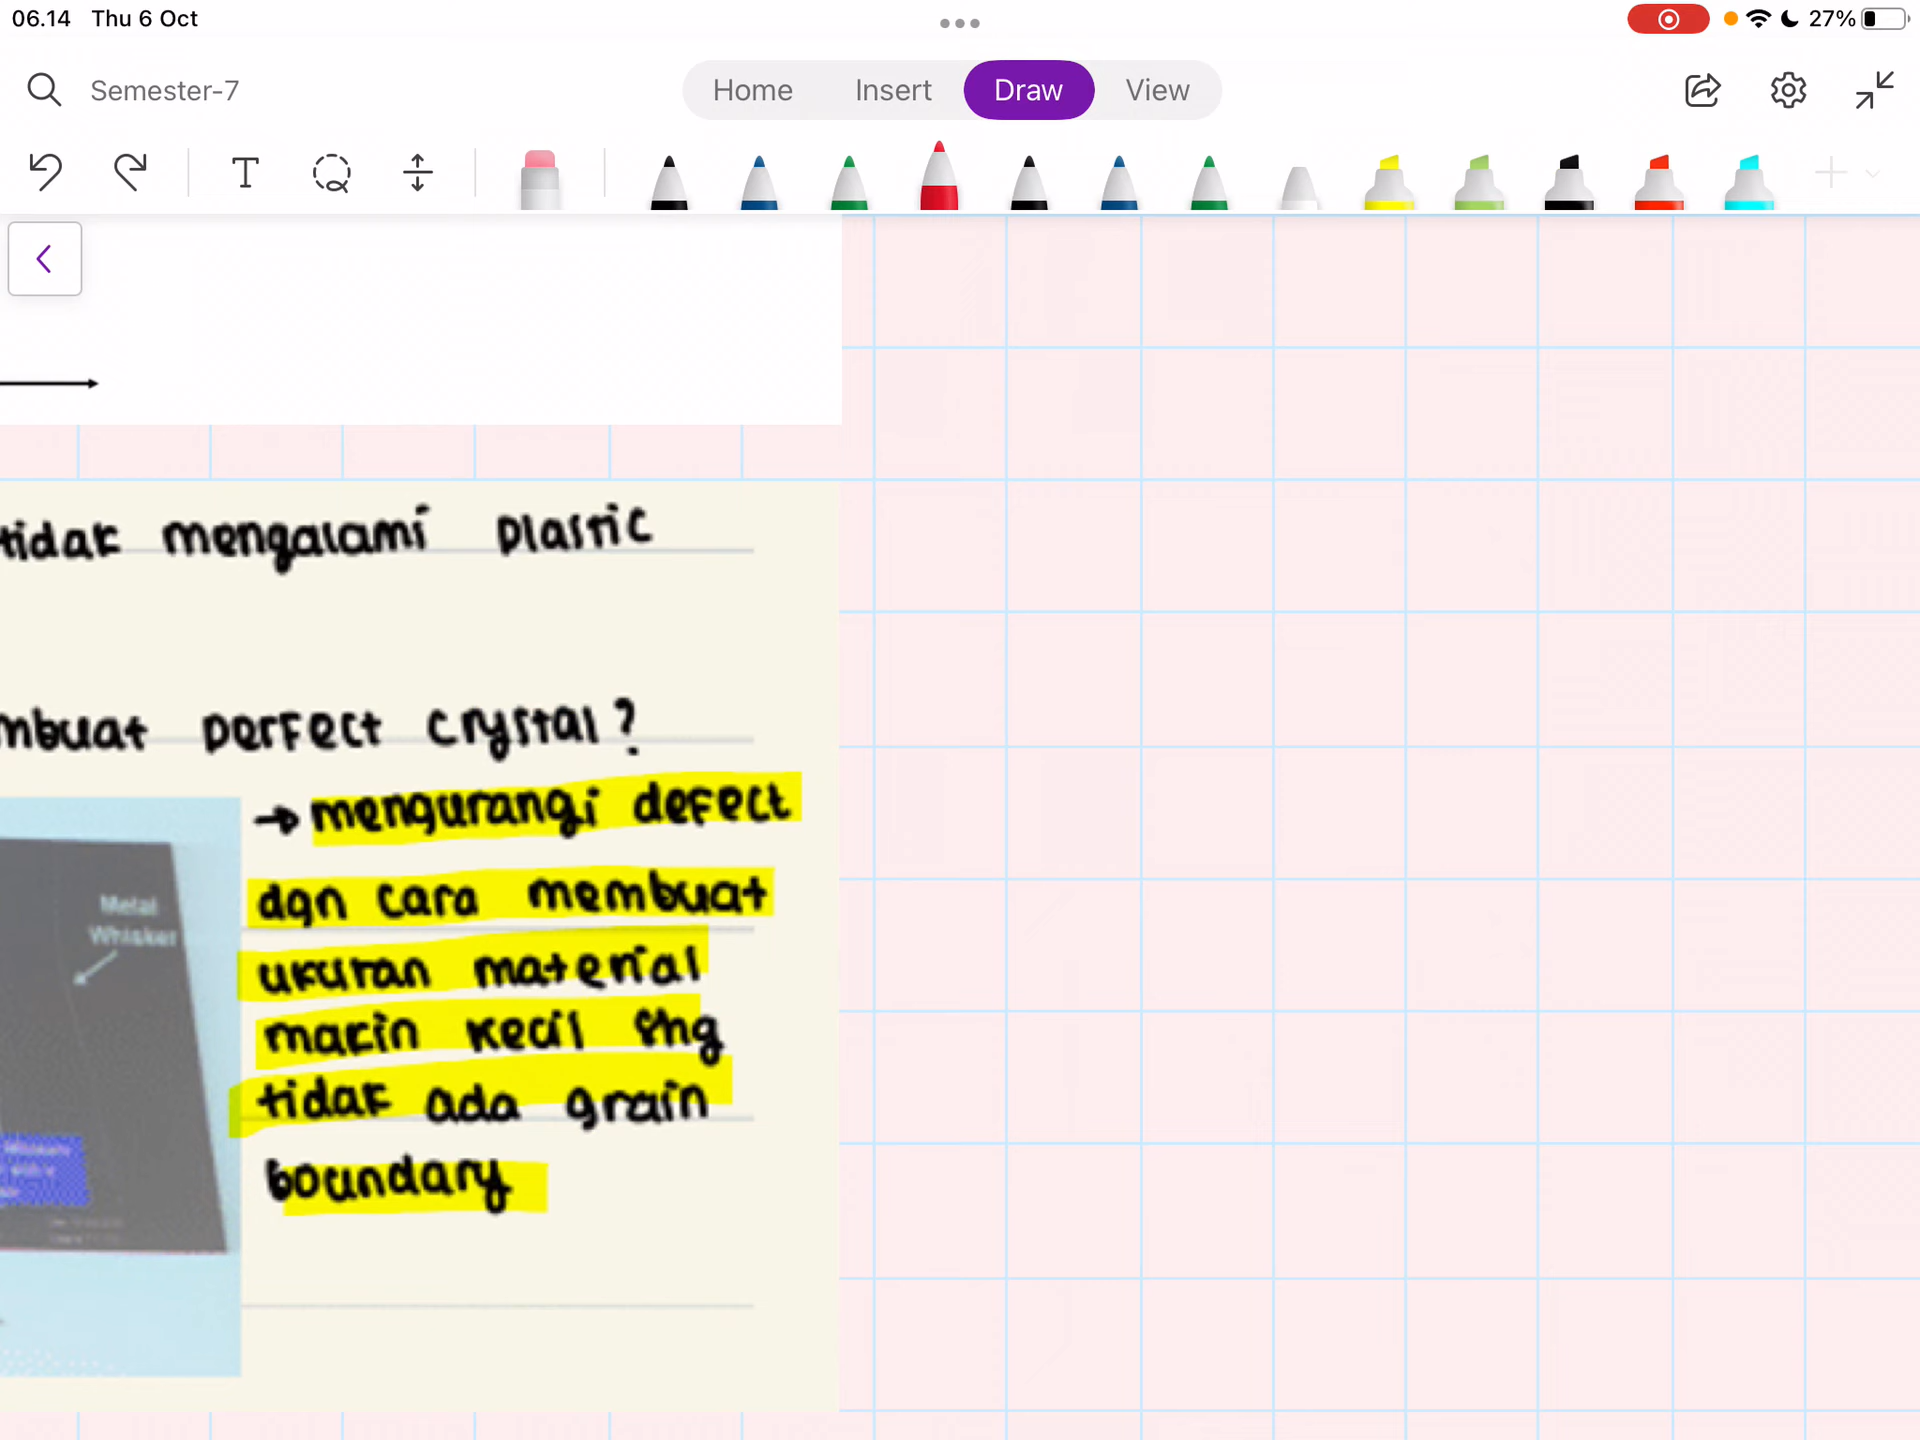 06.14 Thu 6 Oct
27%
Semester-7
Home Insert Draw View
T
tidak mengalami plastic
mbuat perfect crystal?
→ mengurangi defect
dgn cara membuat
ukuran material
makin kecil shg
tidak ada grain
boundary
Metal
Whisker